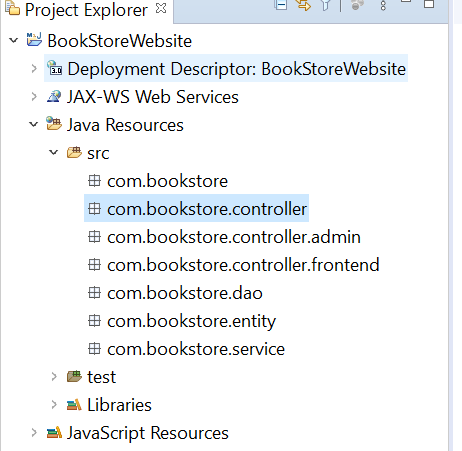 Project Explorer
BookStoreWebsite
Deployment Descriptor: BookStoreWebsite
JAX-WS Web Services
Java Resources
src
com.bookstore
com.bookstore.controller
com.bookstore.controller.admin
com.bookstore.controller.frontend
com.bookstore.dao
com.bookstore.entity
com.bookstore.service
test
Libraries
JavaScript Resources